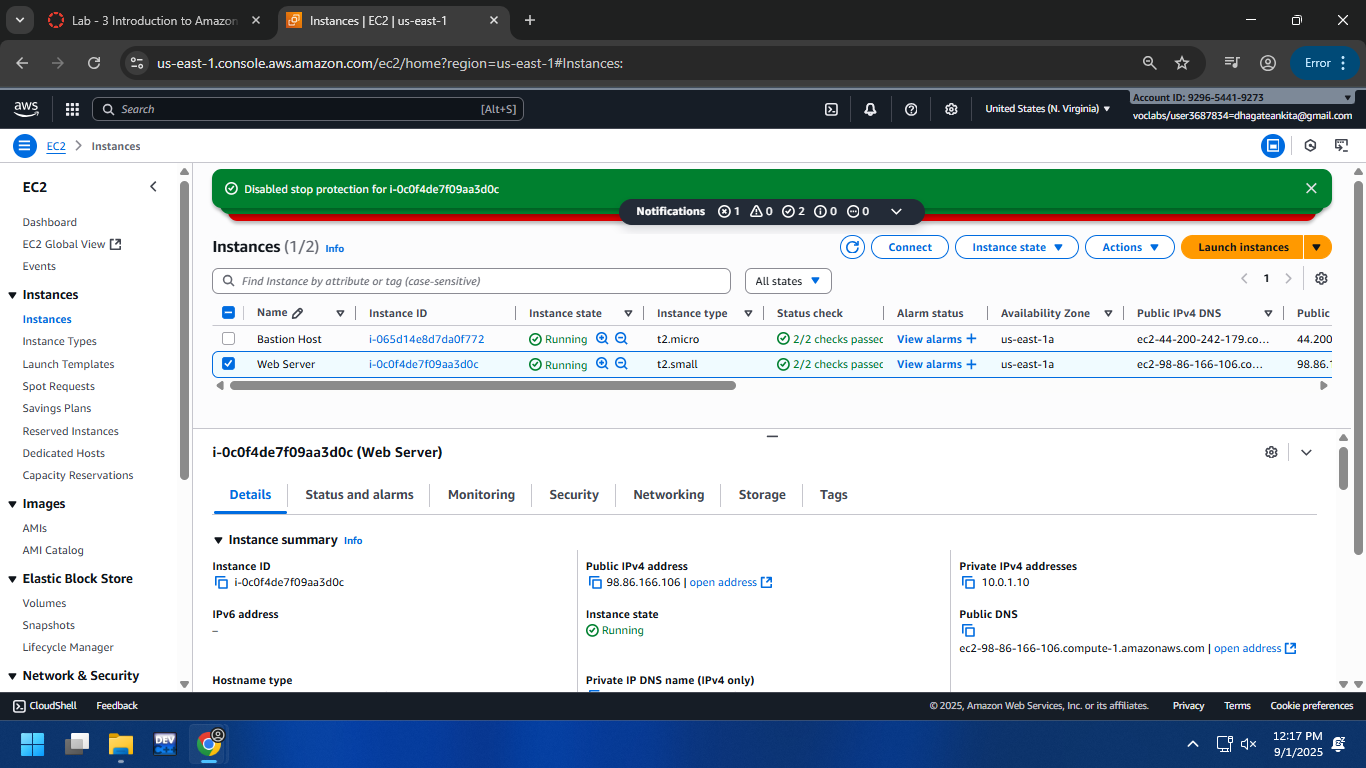 Lab - 3 Introduction to Amazon
Instances | EC2 | us-east-1
us-east-1.console.aws.amazon.com/ec2/home?region=us-east-1#Instances:
Error
aws
Search
[Alt+S]
United States (N. Virginia)
Account ID: 9296-5441-9273
voclabs/user3687834=dhagateankita@gmail.com
EC2
Instances
EC2
Dashboard
EC2 Global View
Events
Instances
Instances
Instance Types
Launch Templates
Spot Requests
Savings Plans
Reserved Instances
Dedicated Hosts
Capacity Reservations
Images
AMIs
AMI Catalog
Elastic Block Store
Volumes
Snapshots
Lifecycle Manager
Network & Security
Disabled stop protection for i-0c0f4de7f09aa3d0c
Notifications 1 0 2 0 0
Instances (1/2) Info
Connect
Instance state
Actions
Launch instances
Find Instance by attribute or tag (case-sensitive)
All states
1
Name Instance ID Instance state Instance type Status check Alarm status Availability Zone Public IPv4 DNS Public
Bastion Host i-065d14e8d7da0f772 Running t2.micro 2/2 checks passed View alarms us-east-1a ec2-44-200-242-179.co... 44.200
Web Server i-0c0f4de7f09aa3d0c Running t2.small 2/2 checks passed View alarms us-east-1a ec2-98-86-166-106.co... 98.86.
i-0c0f4de7f09aa3d0c (Web Server)
Details Status and alarms Monitoring Security Networking Storage Tags
Instance summary Info
Instance ID
i-0c0f4de7f09aa3d0c
Public IPv4 address
98.86.166.106 | open address
Private IPv4 addresses
10.0.1.10
IPv6 address
–
Instance state
Running
Public DNS
ec2-98-86-166-106.compute-1.amazonaws.com | open address
Hostname type
Private IP DNS name (IPv4 only)
CloudShell Feedback
© 2025, Amazon Web Services, Inc. or its affiliates. Privacy Terms Cookie preferences
DEV
12:17 PM
9/1/2025